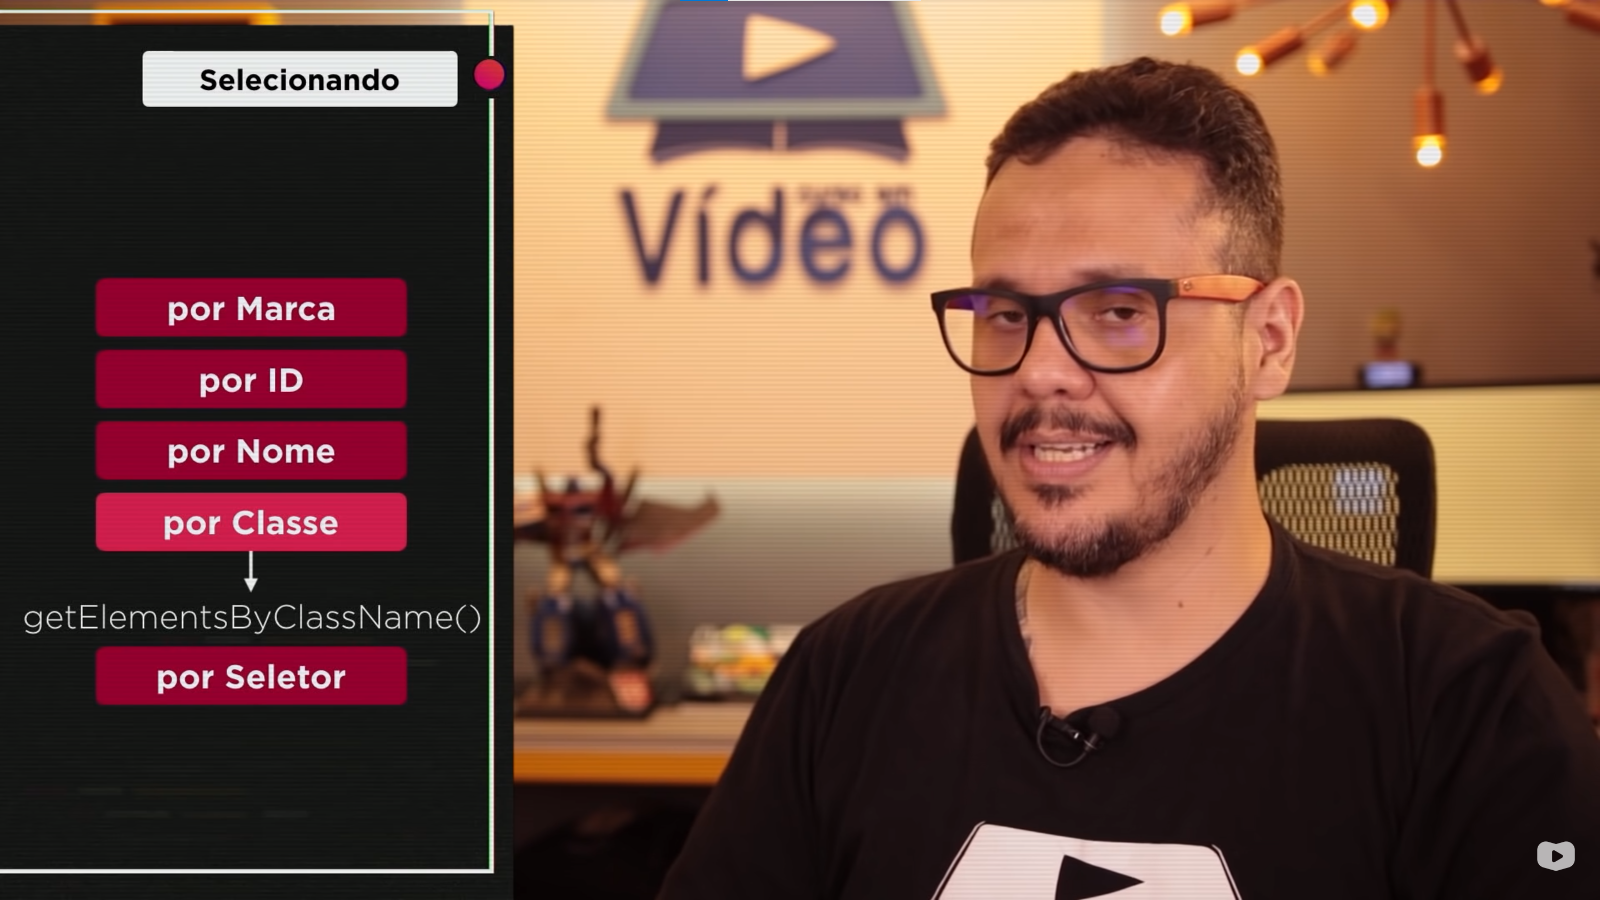 Selecionando
por Marca
por ID
por Nome
por Classe
getElementsByClassName()
por Seletor
Vídeo